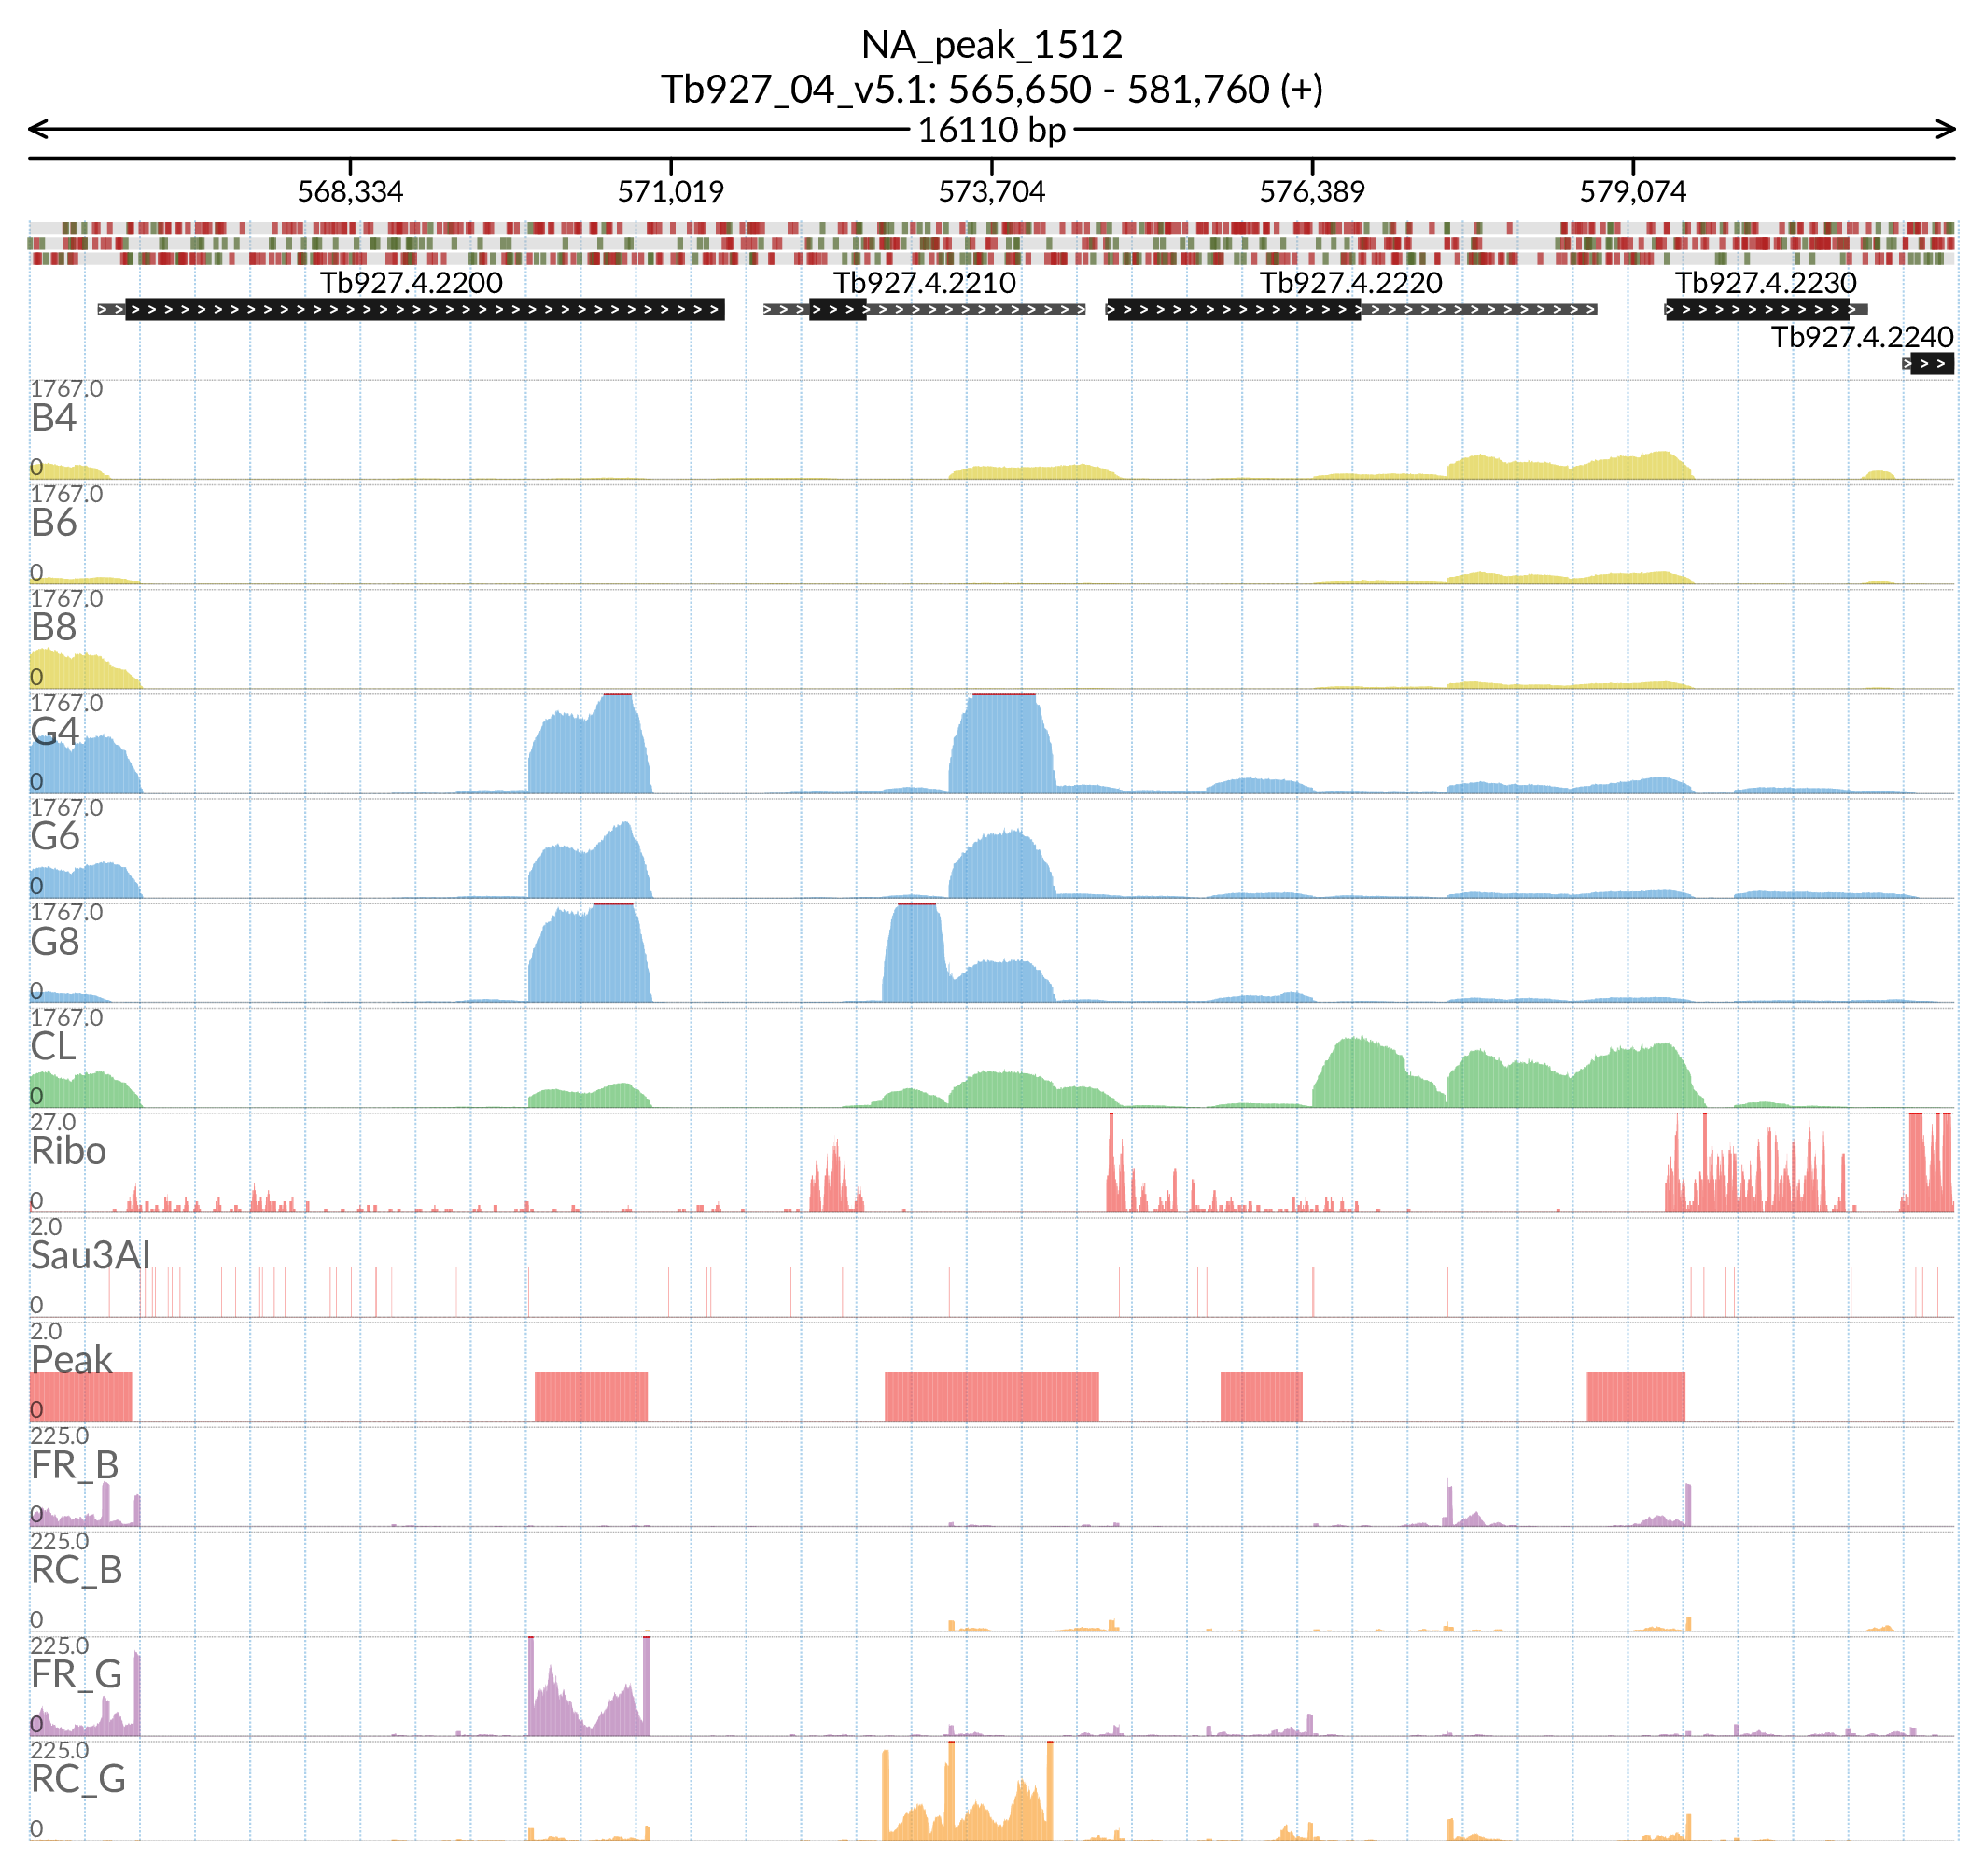 NA_peak_1512
Tb927_04_v5.1: 565,650 - 581,760 (+)
16110 bp
568,334 571,019 573,704 576,389 579,074
Tb927.4.2200 Tb927.4.2210 Tb927.4.2220 Tb927.4.2230
Tb927.4.2240
1767.0
B4
0
1767.0
B6
0
1767.0
B8
0
1767.0
G4
0
1767.0
G6
0
1767.0
G8
0
1767.0
CL
0
27.0
Ribo
0
2.0
Sau3AI
0
2.0
Peak
0
225.0
FR_B
0
225.0
RC_B
0
225.0
FR_G
0
225.0
RC_G
0